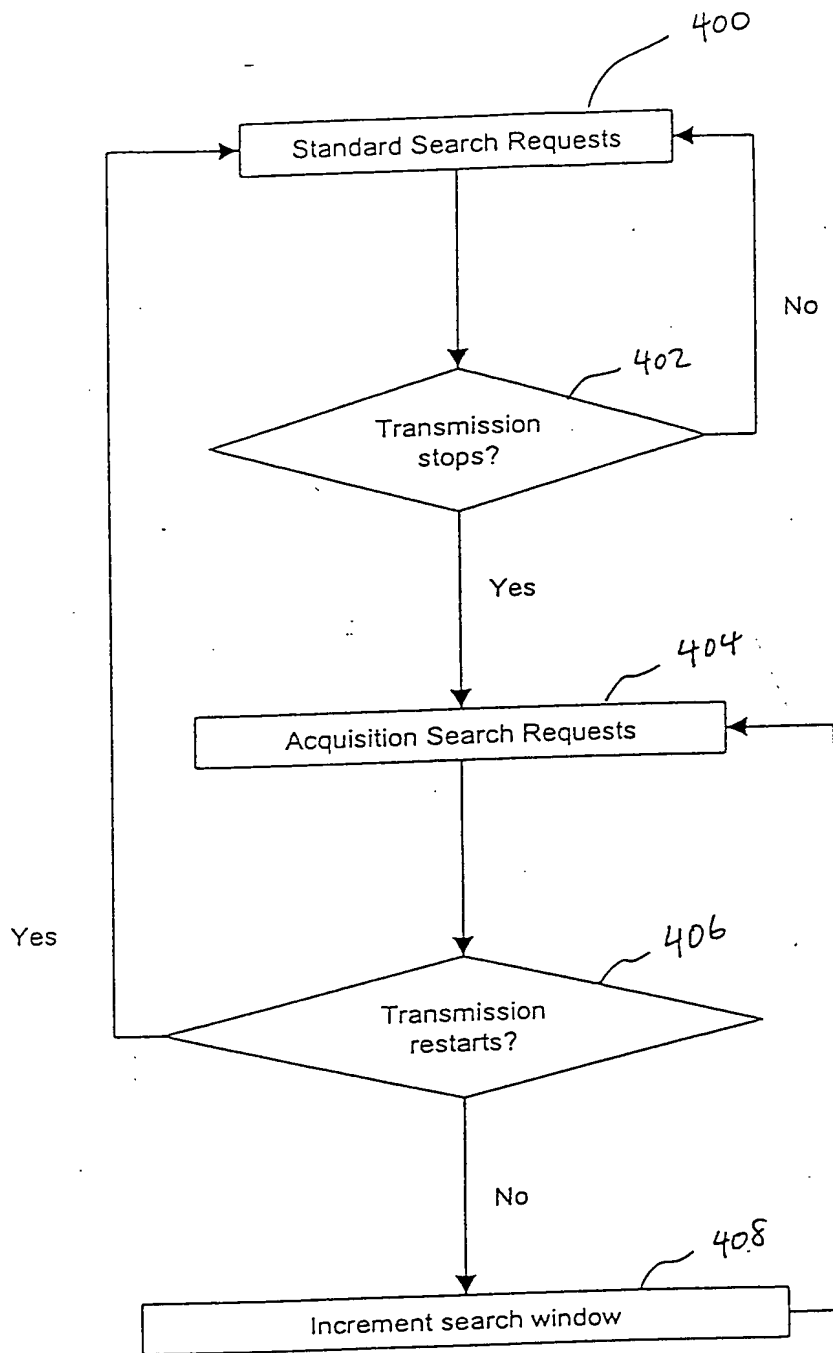 400
Standard Search Requests
No
402
Transmission
stops?
Yes
404
Acquisition Search Requests
Yes
406
Transmission
restarts?
No
408
Increment search window